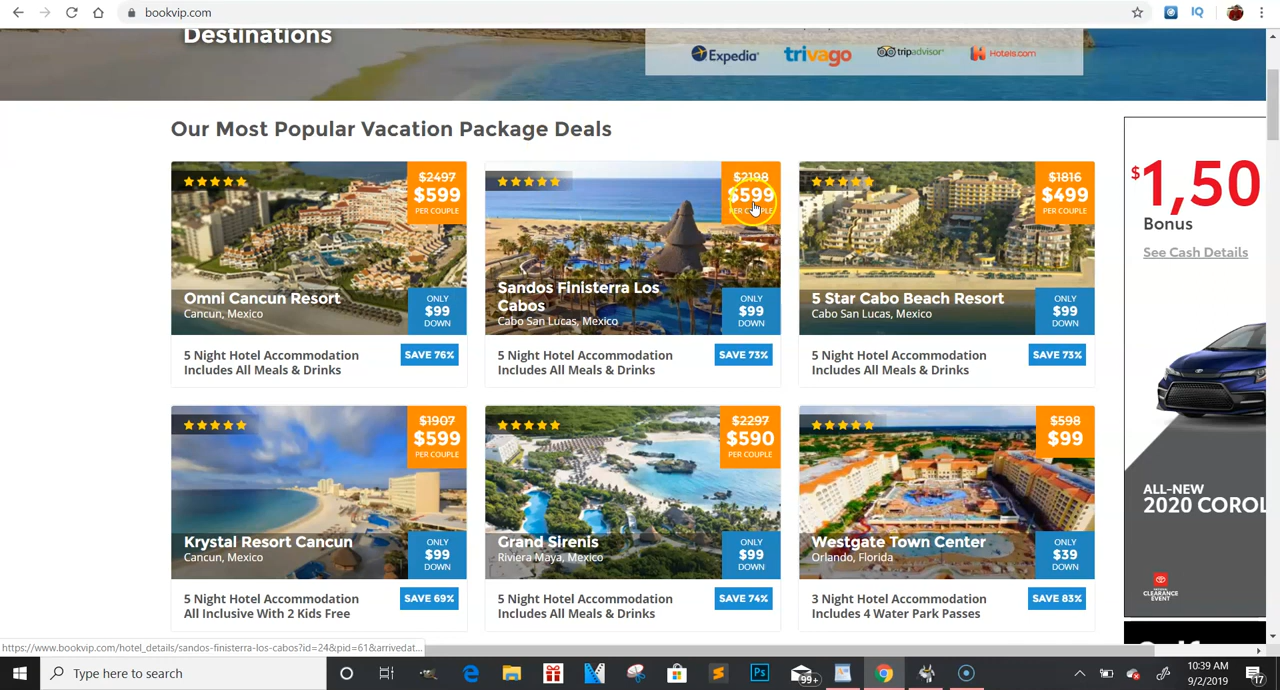 bookvip.com
IQ
Destinations
Expedia
trivago
tripadvisor
Hotels.com
Our Most Popular Vacation Package Deals
$2497
$599
PER COUPLE
Omni Cancun Resort
Cancun, Mexico
ONLY
$99
DOWN
5 Night Hotel Accommodation
Includes All Meals & Drinks
SAVE 76%
$2198
$599
PER COUPLE
Sandos Finisterra Los
Cabos
Cabo San Lucas, Mexico
ONLY
$99
DOWN
5 Night Hotel Accommodation
Includes All Meals & Drinks
SAVE 73%
$1816
$499
PER COUPLE
5 Star Cabo Beach Resort
Cabo San Lucas, Mexico
ONLY
$99
DOWN
5 Night Hotel Accommodation
Includes All Meals & Drinks
SAVE 73%
$1,50
Bonus
See Cash Details
$1907
$599
PER COUPLE
Krystal Resort Cancun
Cancun, Mexico
ONLY
$99
DOWN
5 Night Hotel Accommodation
All Inclusive With 2 Kids Free
SAVE 69%
$2297
$590
PER COUPLE
Grand Sirenis
Riviera Maya, Mexico
ONLY
$99
DOWN
5 Night Hotel Accommodation
Includes All Meals & Drinks
SAVE 74%
$598
$99
Westgate Town Center
Orlando, Florida
ONLY
$39
DOWN
3 Night Hotel Accommodation
Includes 4 Water Park Passes
SAVE 83%
ALL-NEW
2020 COROL
CLEARANCE
EVENT
https://www.bookvip.com/hotel_details/sandos-finisterra-los-cabos?id=24&pid=61&arrivedat...
Type here to search
Ps
99+
10:39 AM
9/2/2019
17